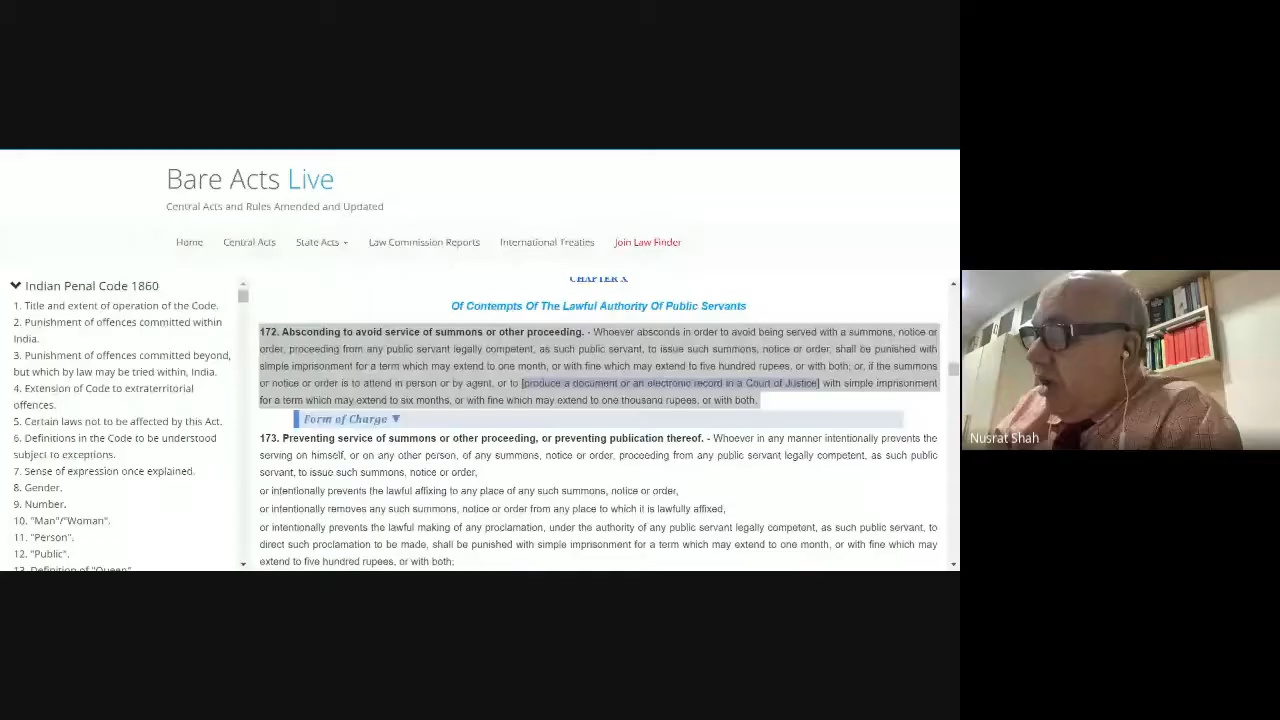 Bare Acts Live
Central Acts and Rules Amended and Updated
Home
Central Acts
State Acts
Law Commission Reports
International Treaties
Join Law Finder
Indian Penal Code 1860
1. Title and extent of operation of the Code.
2. Punishment of offences committed within
India.
3. Punishment of offences committed beyond,
but which by law may be tried within, India.
4. Extension of Code to extraterritorial
offences.
5. Certain laws not to be affected by this Act.
6. Definitions in the Code to be understood
subject to exceptions.
7. Sense of expression once explained.
8. Gender.
9. Number.
10. "Man"/"Woman".
11. "Person".
12. "Public".
13. Definition of "Queen".
CHAPTER X
Of Contempts Of The Lawful Authority Of Public Servants
172. Absconding to avoid service of summons or other proceeding. - Whoever absconds in order to avoid being served with a summons, notice or
order, proceeding from any public servant legally competent, as such public servant, to issue such summons, notice or order, shall be punished with
simple imprisonment for a term which may extend to one month, or with fine which may extend to five hundred rupees, or with both; or, if the summons
or notice or order is to attend in person or by agent, or to [produce a document or an electronic record in a Court of Justice] with simple imprisonment
for a term which may extend to six months, or with fine which may extend to one thousand rupees, or with both.
Form of Charge ▼
173. Preventing service of summons or other proceeding, or preventing publication thereof. - Whoever in any manner intentionally prevents the
serving on himself, or on any other person, of any summons, notice or order, proceeding from any public servant legally competent, as such public
servant, to issue such summons, notice or order,
or intentionally prevents the lawful affixing to any place of any such summons, notice or order,
or intentionally removes any such summons, notice or order from any place to which it is lawfully affixed,
or intentionally prevents the lawful making of any proclamation, under the authority of any public servant legally competent, as such public servant, to
direct such proclamation to be made, shall be punished with simple imprisonment for a term which may extend to one month, or with fine which may
extend to five hundred rupees, or with both;
Nusrat Shah